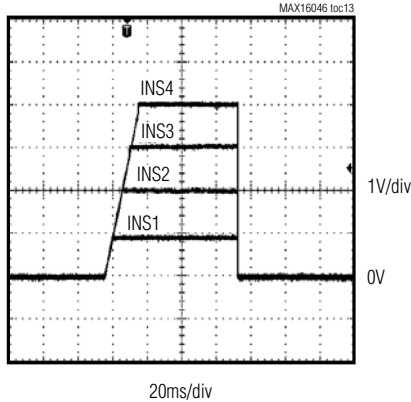 MAX16046 toc13
T
INS4
INS3
INS2
INS1
1V/div
0V
20ms/div